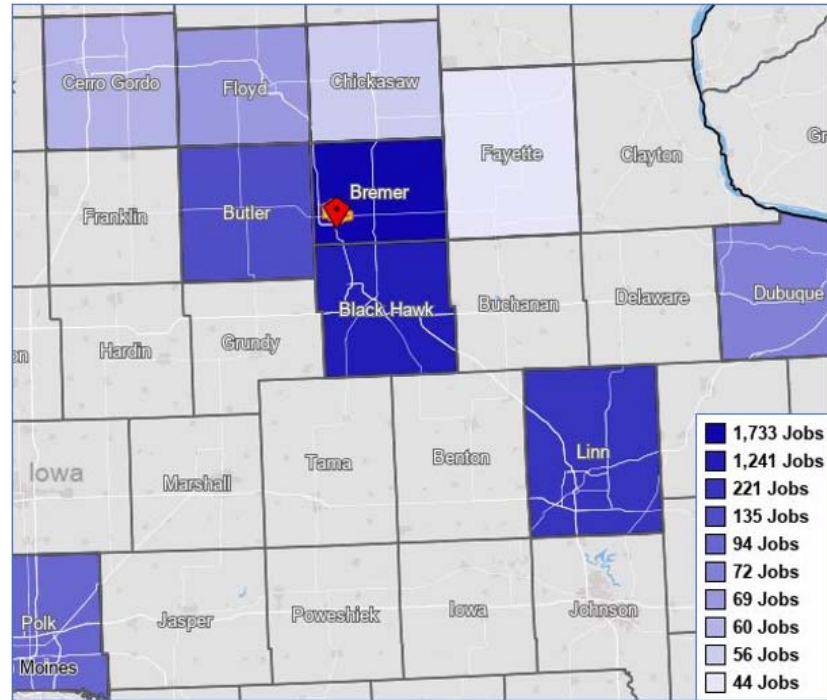 Cerro Gordo
Floyd
Chickasaw
Fayette
Clayton
Gr
Franklin
Butler
Bremer
Black Hawk
Buchanan
Delaware
Dubuque
on
Hardin
Grundy
Iowa
Marshall
Tama
Benton
Linn
Polk
Moines
Jasper
Poweshiek
Iowa
Johnson
1,733 Jobs
1,241 Jobs
221 Jobs
135 Jobs
94 Jobs
72 Jobs
69 Jobs
60 Jobs
56 Jobs
44 Jobs